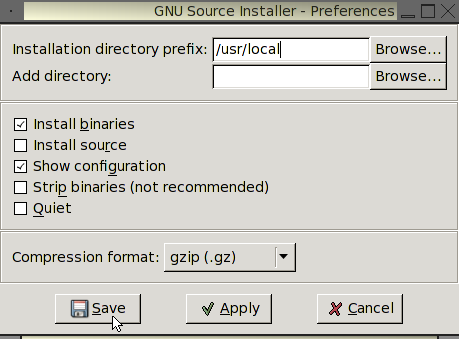 GNU Source Installer - Preferences
Installation directory prefix: /usr/local Browse...
Add directory: Browse...
Install binaries
Install source
Show configuration
Strip binaries (not recommended)
Quiet
Compression format: gzip (.gz)
Save Apply Cancel